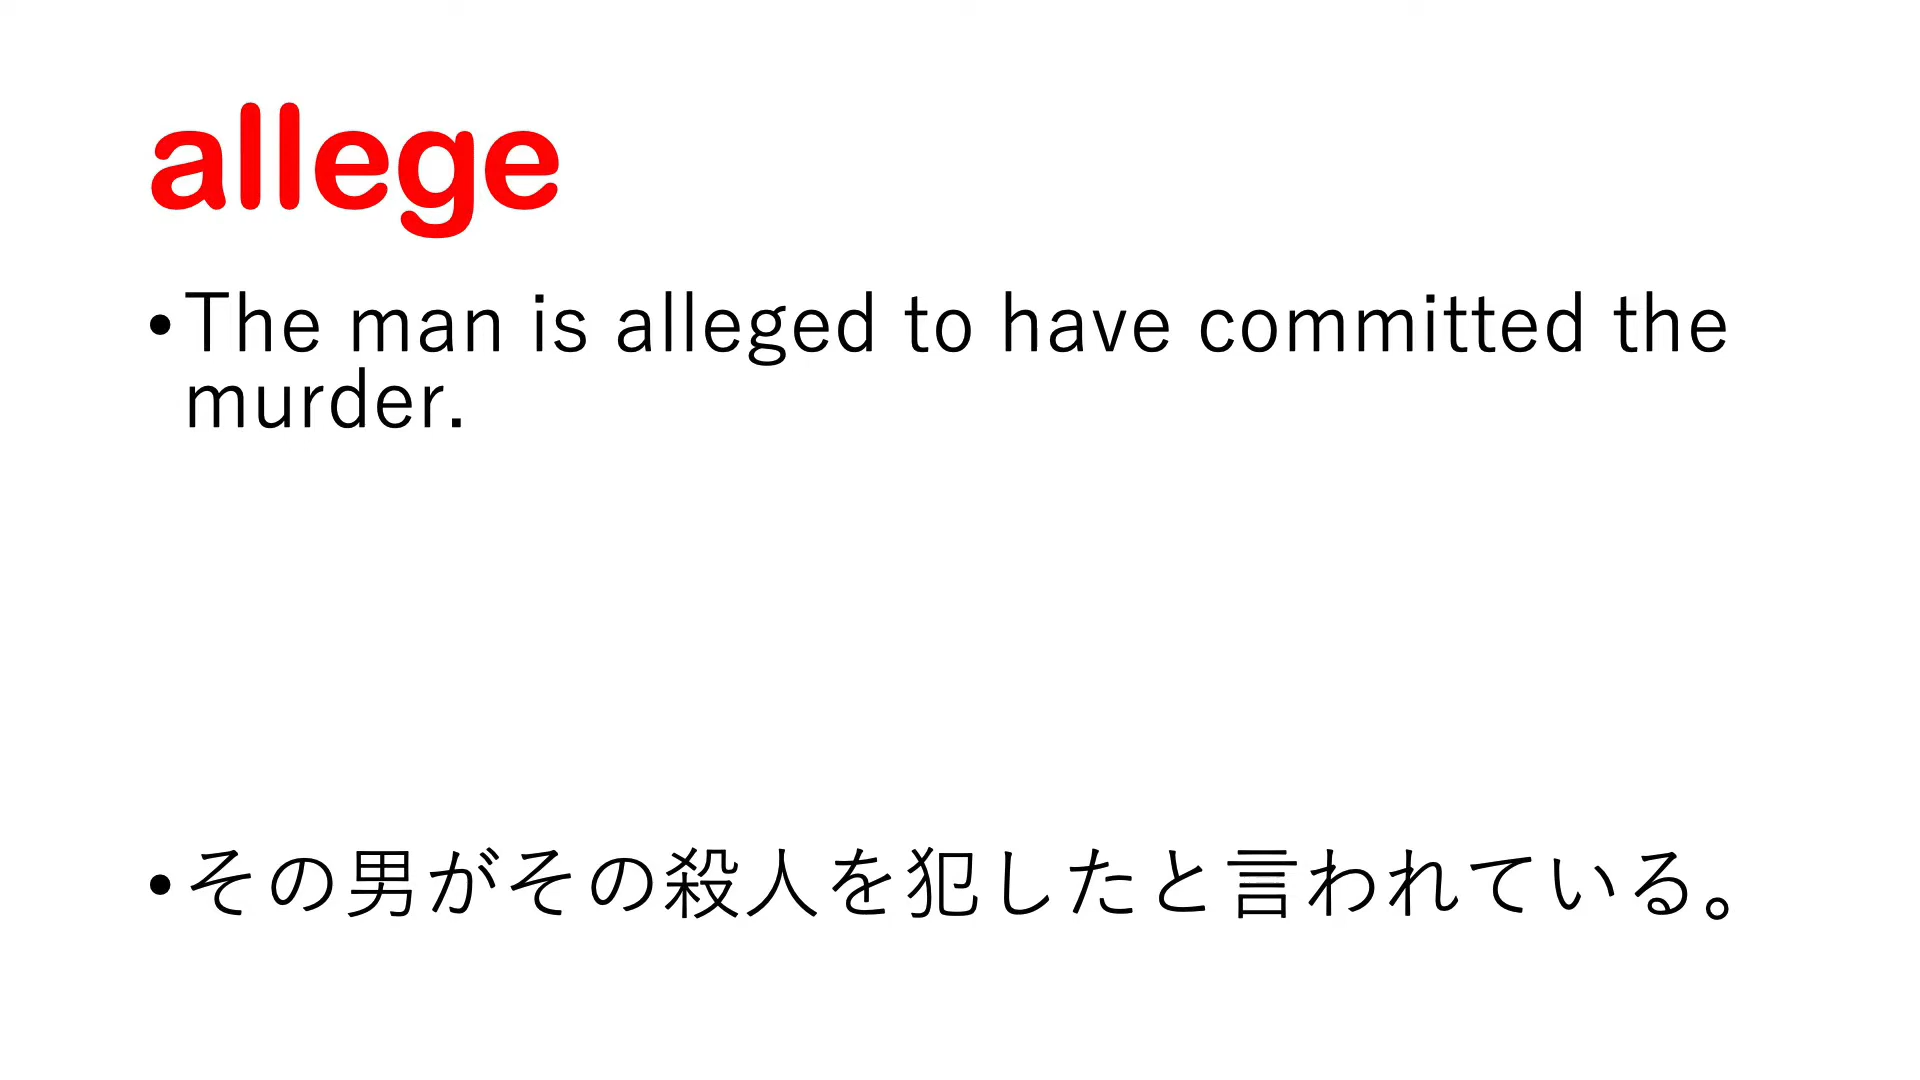 allege
•The man is alleged to have committed the
murder.
•その男がその殺人を犯したと言われている。